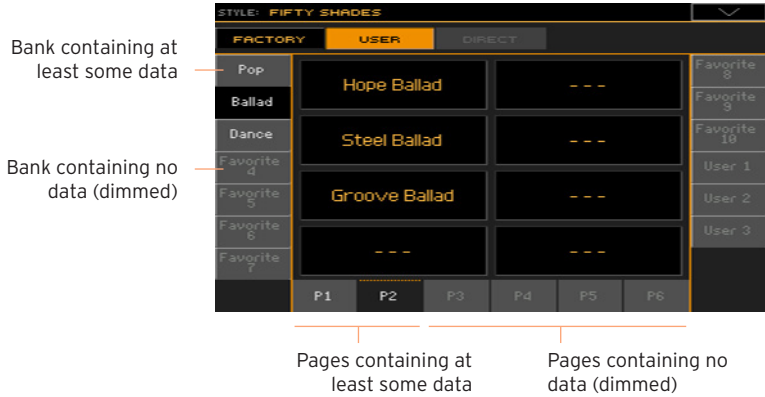 STYLE: FIFTY SHADES
FACTORY USER DIRECT
Bank containing at
least some data
Bank containing no
data (dimmed)
Pop
Ballad
Dance
Favorite
4
Favorite
5
Favorite
6
Favorite
7
Hope Ballad
- - -
Steel Ballad
- - -
Groove Ballad
- - -
- - -
- - -
Favorite
8
Favorite
9
Favorite
10
User 1
User 2
User 3
P1 P2 P3 P4 P5 P6
Pages containing at
least some data
Pages containing no
data (dimmed)